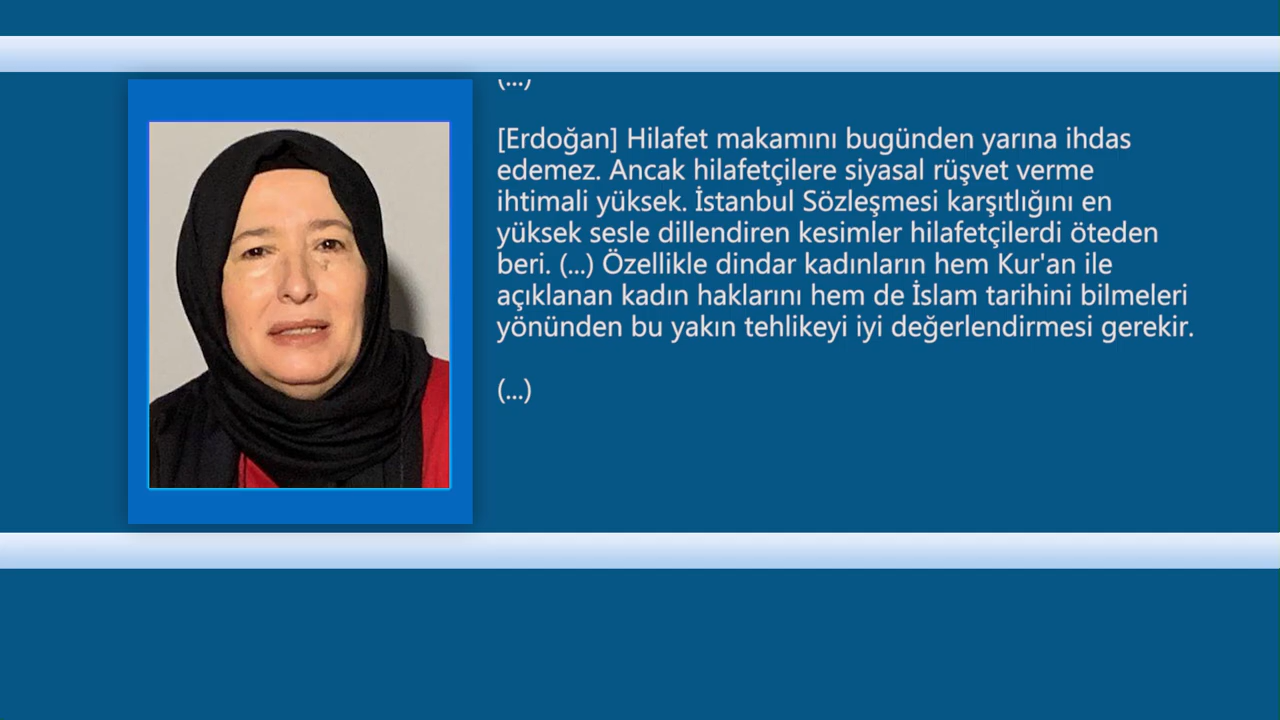 (...)
[Erdoğan] Hilafet makamını bugünden yarına ihdas
edemez. Ancak hilafetçilere siyasal rüşvet verme
ihtimali yüksek. İstanbul Sözleşmesi karşıtlığını en
yüksek sesle dillendiren kesimler hilafetçilerdi öteden
beri. (...) Özellikle dindar kadınların hem Kur'an ile
açıklanan kadın haklarını hem de İslam tarihini bilmeleri
yönünden bu yakın tehlikeyi iyi değerlendirmesi gerekir.
(...)